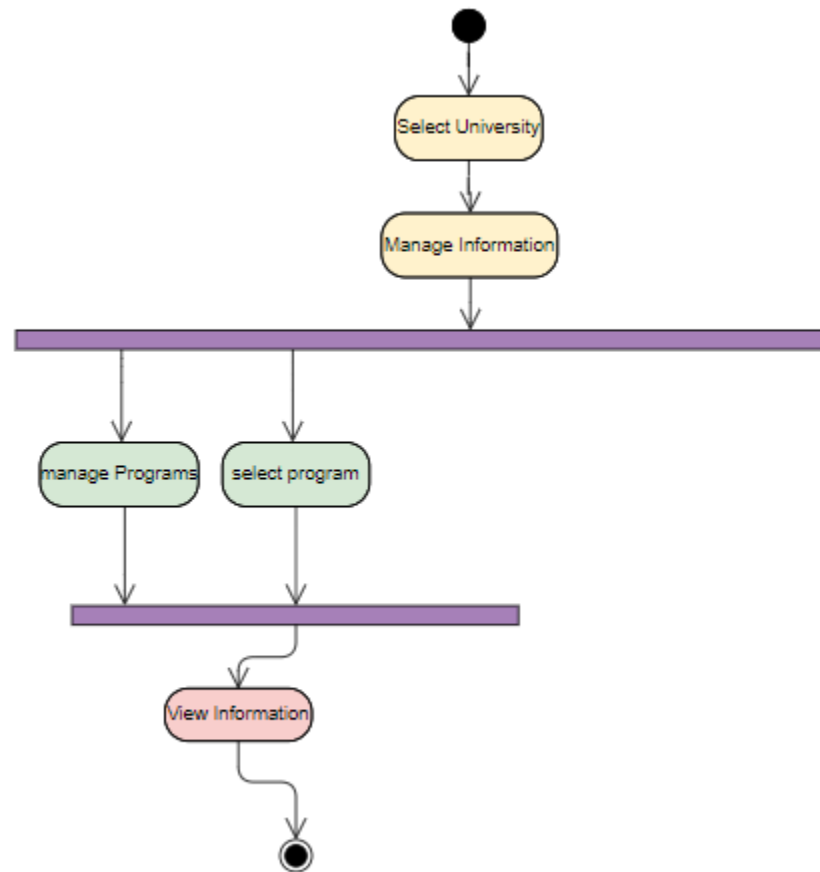 Select University
Manage Information
manage Programs
select program
View Information